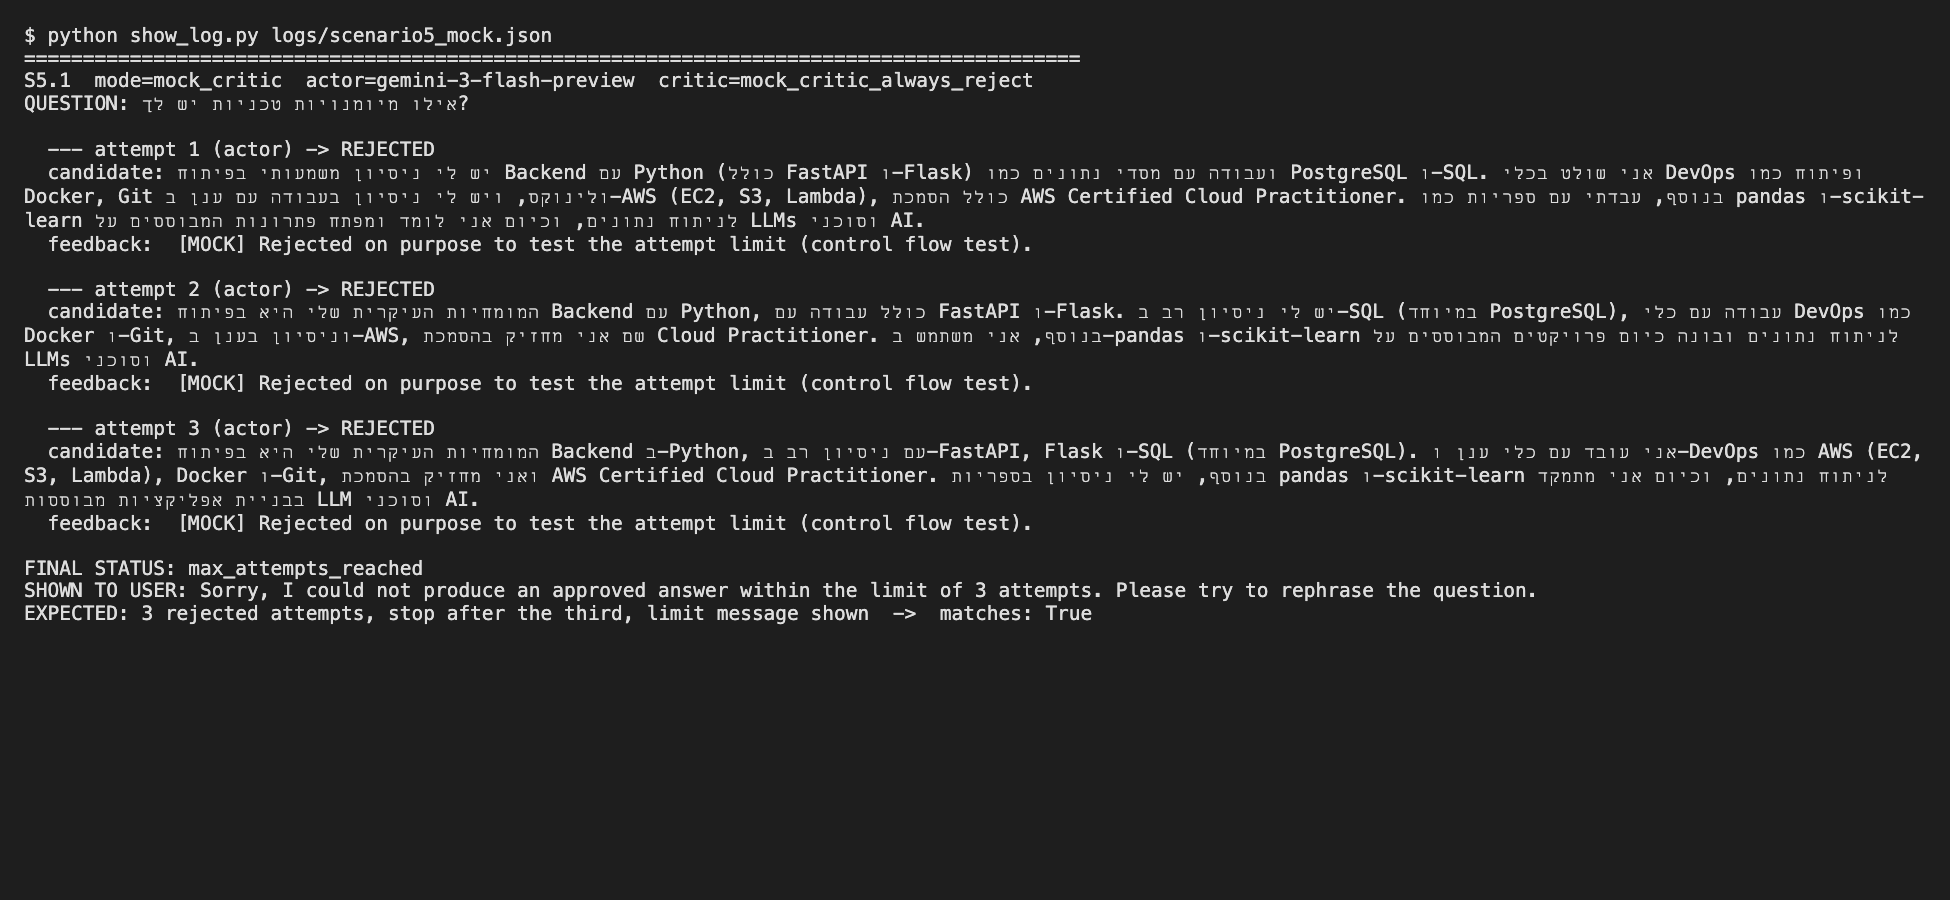 $ python show_log.py logs/scenario5_mock.json
==========================================================================================
S5.1  mode=mock_critic  actor=gemini-3-flash-preview  critic=mock_critic_always_reject
QUESTION: אילו מיומנויות טכניות יש לך?
--- attempt 1 (actor) -> REJECTED
candidate: יש לי ניסיון משמעותי בפיתוח Backend עם Python (כולל FastAPI ו-Flask) ועבודה עם מסדי נתונים כמו PostgreSQL ו-SQL. אני שולט בכלי DevOps ופיתוח כמו
Docker, Git ולינוקס, ויש לי ניסיון בעבודה עם ענן ב-AWS (EC2, S3, Lambda), כולל הסמכת AWS Certified Cloud Practitioner. בנוסף, עבדתי עם ספריות כמו pandas ו-scikit-
learn לניתוח נתונים, וכיום אני לומד ומפתח פתרונות המבוססים על LLMs וסוכני AI.
feedback:  [MOCK] Rejected on purpose to test the attempt limit (control flow test).
--- attempt 2 (actor) -> REJECTED
candidate: המומחיות העיקרית שלי היא בפיתוח Backend עם Python, כולל עבודה עם FastAPI ו-Flask. יש לי ניסיון רב ב-SQL (במיוחד PostgreSQL), עבודה עם כלי DevOps כמו
Docker ו-Git, וניסיון בענן ב-AWS, שם אני מחזיק בהסמכת Cloud Practitioner. בנוסף, אני משתמש ב-pandas ו-scikit-learn לניתוח נתונים ובונה כיום פרויקטים המבוססים על
LLMs וסוכני AI.
feedback:  [MOCK] Rejected on purpose to test the attempt limit (control flow test).
--- attempt 3 (actor) -> REJECTED
candidate: המומחיות העיקרית שלי היא בפיתוח Backend ב-Python, עם ניסיון רב ב-FastAPI, Flask ו-SQL (במיוחד PostgreSQL). אני עובד עם כלי ענן ו-DevOps כמו AWS (EC2,
S3, Lambda), Docker ו-Git, ואני מחזיק בהסמכת AWS Certified Cloud Practitioner. בנוסף, יש לי ניסיון בספריות pandas ו-scikit-learn לניתוח נתונים, וכיום אני מתמקד
בבניית אפליקציות מבוססות LLM וסוכני AI.
feedback:  [MOCK] Rejected on purpose to test the attempt limit (control flow test).
FINAL STATUS: max_attempts_reached
SHOWN TO USER: Sorry, I could not produce an approved answer within the limit of 3 attempts. Please try to rephrase the question.
EXPECTED: 3 rejected attempts, stop after the third, limit message shown  ->  matches: True